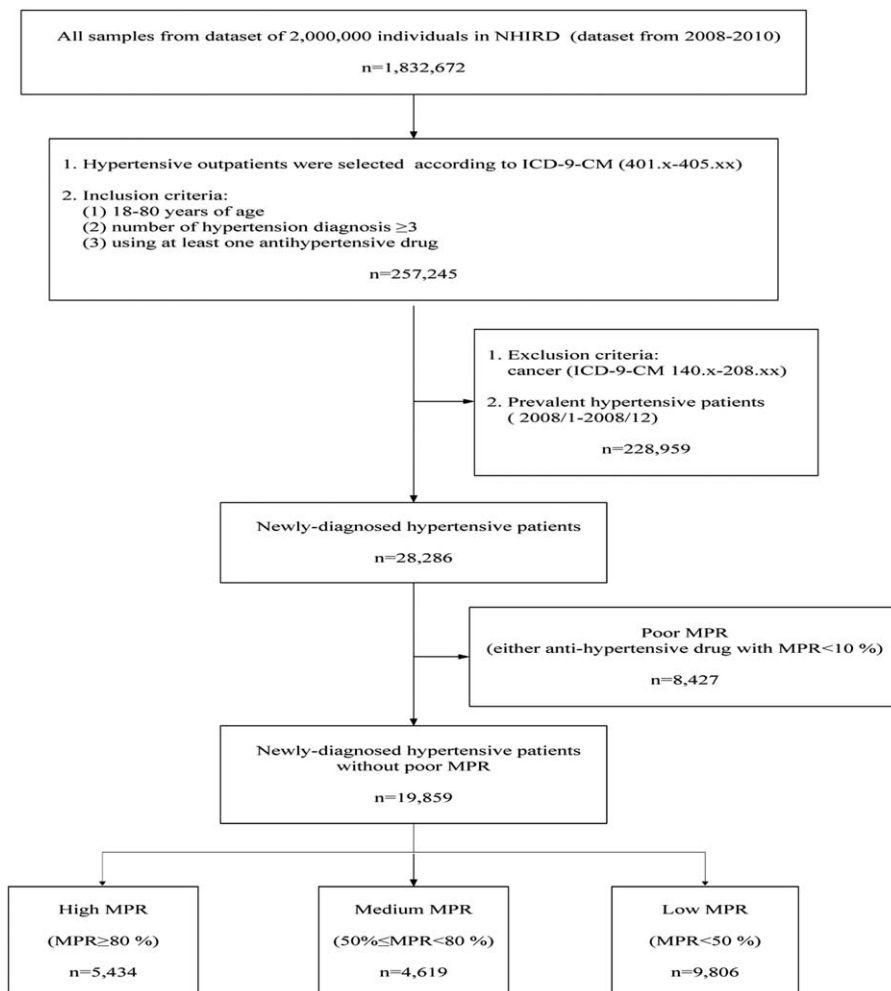 All samples from dataset of 2,000,000 individuals in NHIRD (dataset from 2008-2010)
n=1,832,672
1. Hypertensive outpatients were selected according to ICD-9-CM (401.x-405.xx)
2. Inclusion criteria:
(1) 18-80 years of age
(2) number of hypertension diagnosis ≥3
(3) using at least one antihypertensive drug
n=257,245
1. Exclusion criteria:
cancer (ICD-9-CM 140.x-208.xx)
2. Prevalent hypertensive patients
( 2008/1-2008/12)
n=228,959
Newly-diagnosed hypertensive patients
n=28,286
Poor MPR
(either anti-hypertensive drug with MPR<10 %)
n=8,427
Newly-diagnosed hypertensive patients
without poor MPR
n=19,859
High MPR
(MPR≥80 %)
n=5,434
Medium MPR
(50%≤MPR<80 %)
n=4,619
Low MPR
(MPR<50 %)
n=9,806